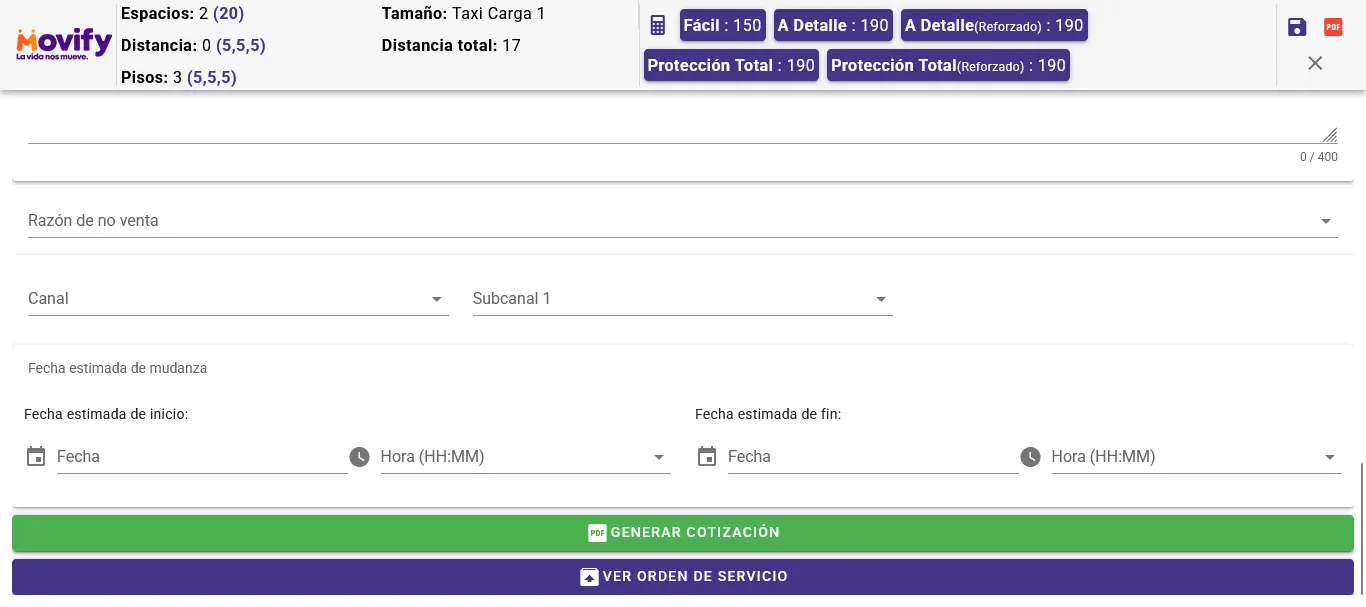 Movify
La vida nos mueve.
Espacios: 2 (20)
Distancia: 0 (5,5,5)
Pisos: 3 (5,5,5)
Tamaño: Taxi Carga 1
Distancia total: 17
Fácil : 150
A Detalle : 190
A Detalle(Reforzado) : 190
Protección Total : 190
Protección Total(Reforzado) : 190
PDF
0 / 400
Razón de no venta
Canal
Subcanal 1
Fecha estimada de mudanza
Fecha estimada de inicio:
Fecha estimada de fin:
Fecha
Hora (HH:MM)
Fecha
Hora (HH:MM)
PDF GENERAR COTIZACIÓN
VER ORDEN DE SERVICIO